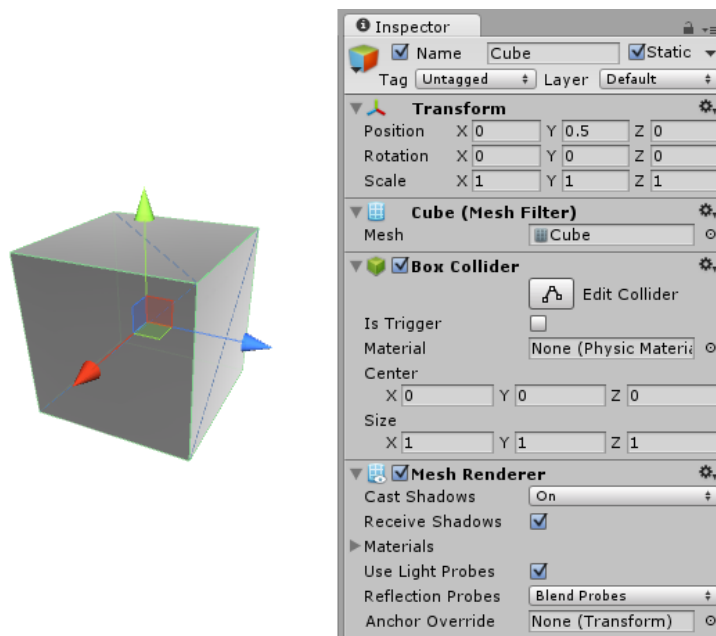 Inspector
Name Cube Static
Tag Untagged Layer Default
Transform
Position X 0 Y 0.5 Z 0
Rotation X 0 Y 0 Z 0
Scale X 1 Y 1 Z 1
Cube (Mesh Filter)
Mesh Cube
Box Collider
Edit Collider
Is Trigger
Material None (Physic Materia
Center
X 0 Y 0 Z 0
Size
X 1 Y 1 Z 1
Mesh Renderer
Cast Shadows On
Receive Shadows
Materials
Use Light Probes
Reflection Probes Blend Probes
Anchor Override None (Transform)